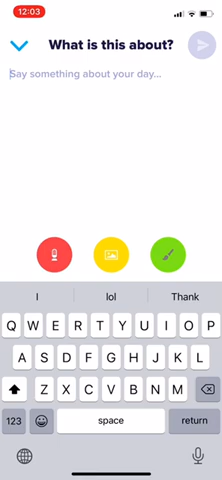 12:03
What is this about?
Say something about your day...
I lol Thank
Q W E R T Y U I O P
A S D F G H J K L
Z X C V B N M
123 space return